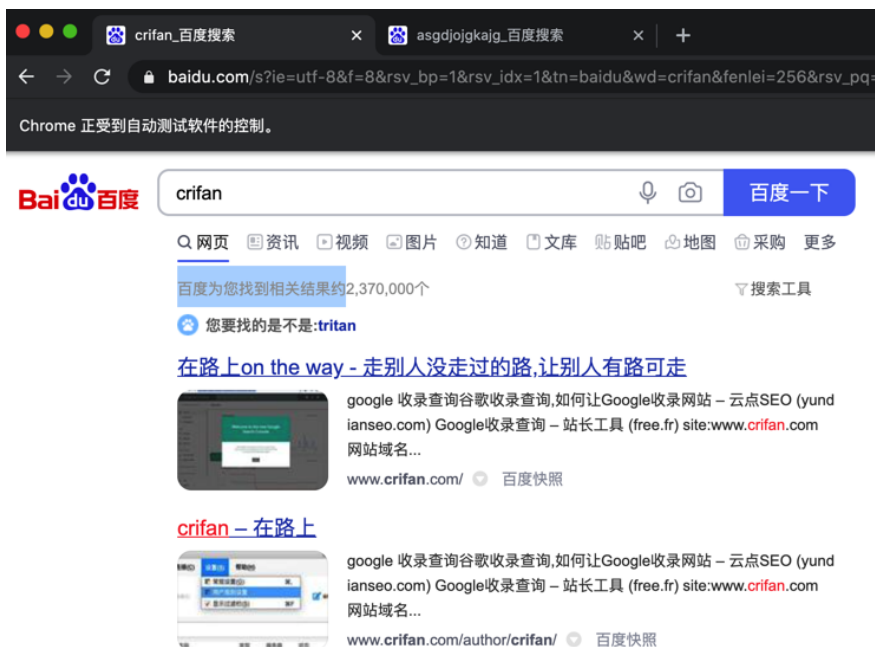 crifan_百度搜索
asgdjojgkajg_百度搜索
baidu.com/s?ie=utf-8&f=8&rsv_bp=1&rsv_idx=1&tn=baidu&wd=crifan&fenlei=256&rsv_pq=
Chrome 正受到自动测试软件的控制。
Bai du 百度
crifan
百度一下
网页 资讯 视频 图片 知道 文库 贴 贴吧 地图 采购 更多
百度为您找到相关结果约2,370,000个
搜索工具
您要找的是不是:tritan
在路上on the way - 走别人没走过的路,让别人有路可走
google 收录查询谷歌收录查询,如何让Google收录网站 – 云点SEO (yund
ianseo.com) Google收录查询 – 站长工具 (free.fr) site:www.crifan.com
网站域名...
www.crifan.com/ 百度快照
crifan – 在路上
google 收录查询谷歌收录查询,如何让Google收录网站 – 云点SEO (yund
ianseo.com) Google收录查询 – 站长工具 (free.fr) site:www.crifan.com
网站域名...
www.crifan.com/author/crifan/ 百度快照